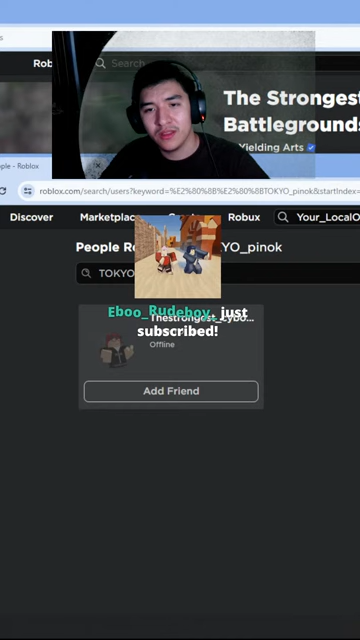 s
Rob
Search
The Strongest
Battlegrounds
Yielding Arts
ople - Roblox
roblox.com/search/users?keyword=%E2%80%8B%E2%80%8BTOKYO_pinok&startIndex=
Discover
Marketplac
Robux
Your_LocalO
People R
YO_pinok
TOKYO
Eboo_Rudeboy_ just
subscribed!
Offline
Add Friend